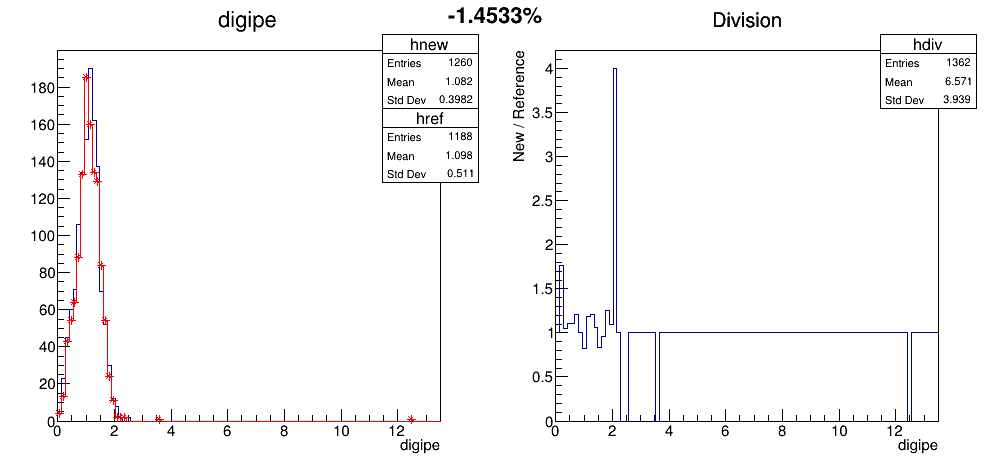 -1.4533%
digipe
hnew
Entries 1260
Mean 1.082
Std Dev 0.3982
href
Entries 1188
Mean 1.098
Std Dev 0.511
180
160
140
120
100
80
60
40
20
0
0 2 4 6 8 10 12
digipe
Division
hdiv
Entries 1362
Mean 6.571
Std Dev 3.939
New / Reference
4
3.5
3
2.5
2
1.5
1
0.5
0
0 2 4 6 8 10 12
digipe